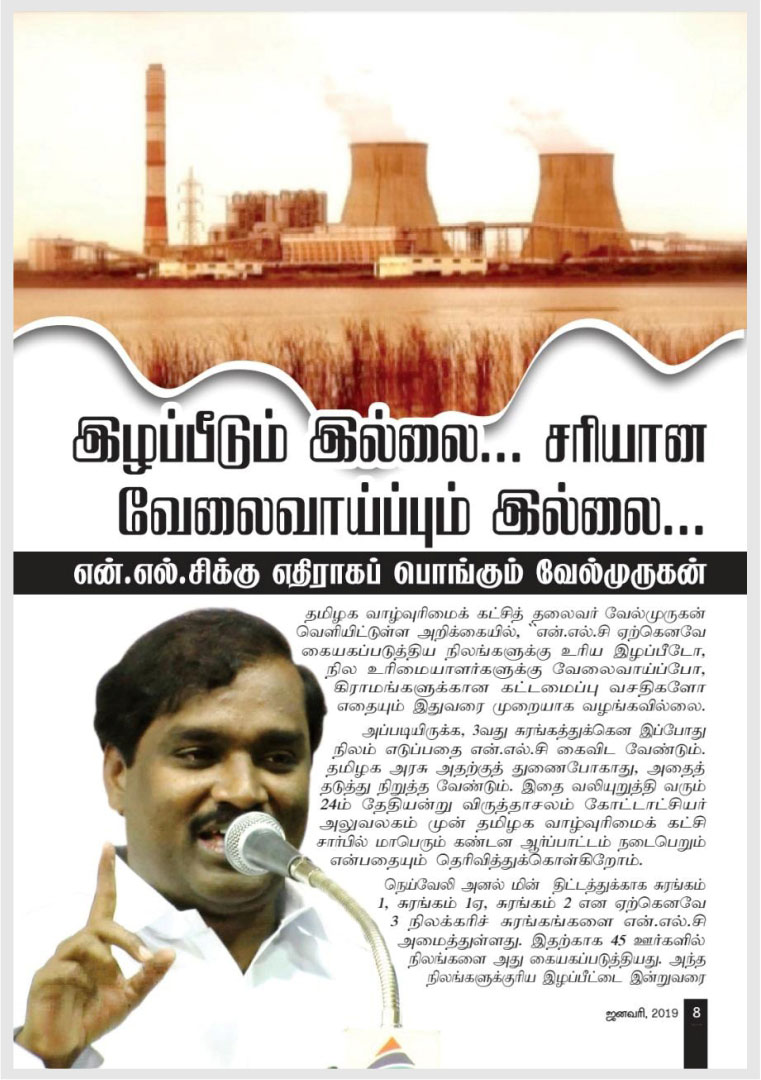 இழப்பீடும் இல்லை... சரியான
வேலைவாய்ப்பும் இல்லை...
என்.எல்.சிக்கு எதிராகப் பொங்கும் வேல்முருகன்
தமிழக வாழ்வுரிமைக் கட்சித் தலைவர் வேல்முருகன்
வெளியிட்டுள்ள அறிக்கையில், "என்.எல்.சி ஏற்கெனவே
கையகப்படுத்திய நிலங்களுக்கு உரிய இழப்பீடோ,
நில உரிமையாளர்களுக்கு வேலைவாய்ப்போ,
கிராமங்களுக்கான கட்டமைப்பு வசதிகளோ
எதையும் இதுவரை முறையாக வழங்கவில்லை.
அப்படியிருக்க, 3வது சுரங்கத்துக்கென இப்போது
நிலம் எடுப்பதை என்.எல்.சி கைவிட வேண்டும்.
தமிழக அரசு அதற்குத் துணைபோகாது, அதைத்
தடுத்து நிறுத்த வேண்டும். இதை வலியுறுத்தி வரும்
24ம் தேதியன்று விருத்தாசலம் கோட்டாட்சியர்
அலுவலகம் முன் தமிழக வாழ்வுரிமைக் கட்சி
சார்பில் மாபெரும் கண்டன ஆர்ப்பாட்டம் நடைபெறும்
என்பதையும் தெரிவித்துக்கொள்கிறோம்.
நெய்வேலி அனல் மின் திட்டத்துக்காக சுரங்கம்
1, சுரங்கம் 1ஏ, சுரங்கம் 2 என ஏற்கெனவே
3 நிலக்கரிச் சுரங்கங்களை என்.எல்.சி
அமைத்துள்ளது. இதற்காக 45 ஊர்களில்
நிலங்களை அது கையகப்படுத்தியது. அந்த
நிலங்களுக்குரிய இழப்பீட்டை இன்றுவரை
ஜனவரி, 2019 8